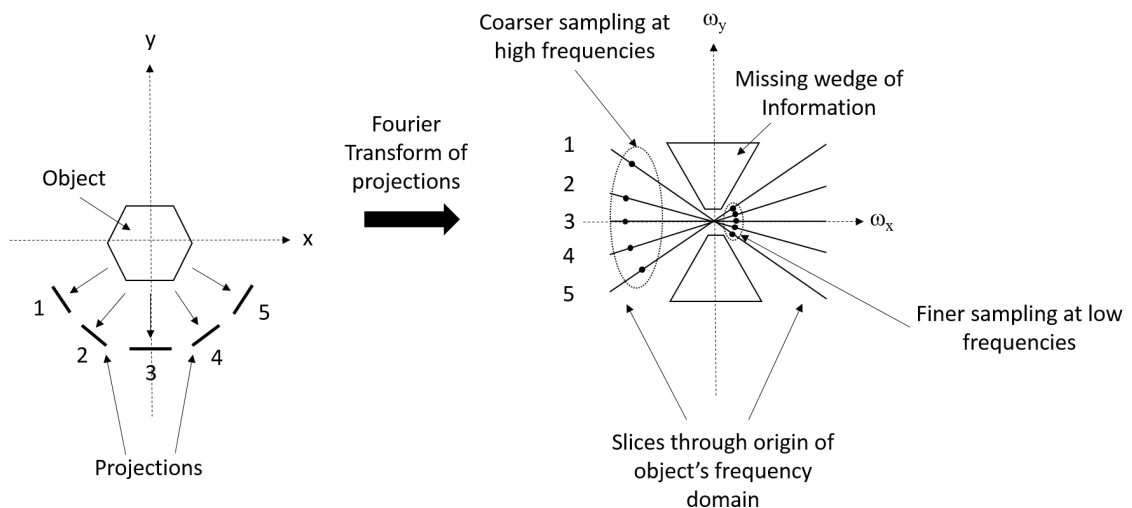 y
Object
x
1
2
3
4
5
Projections
Fourier
Transform of
projections
Coarser sampling at
high frequencies
ωy
Missing wedge of
Information
1
2
3
4
5
ωx
Finer sampling at low
frequencies
Slices through origin of
object’s frequency
domain